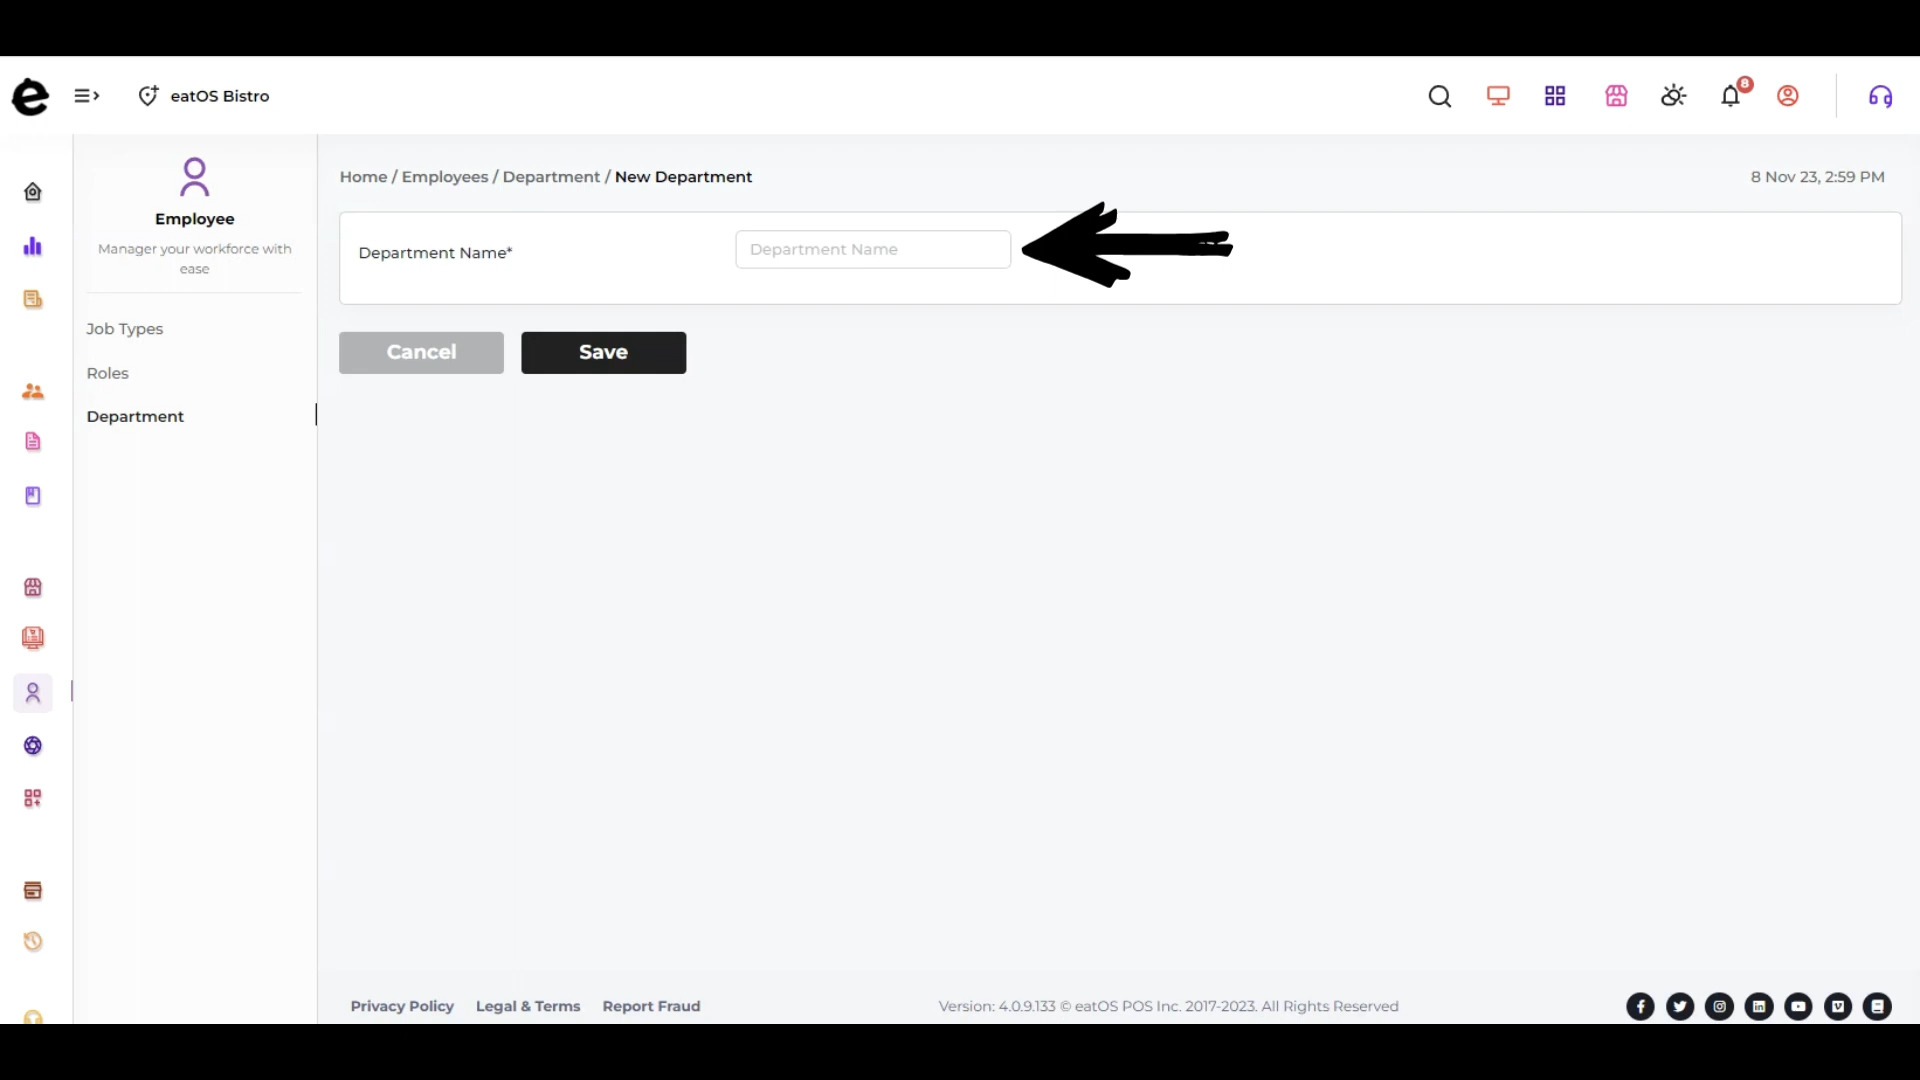 e
eatOS Bistro
8
Employee
Manager your workforce with
ease
Job Types
Roles
Department
Home / Employees / Department / New Department
8 Nov 23, 2:59 PM
Department Name*
Department Name
Cancel
Save
Privacy Policy
Legal & Terms
Report Fraud
Version: 4.0.9.133 © eatOS POS Inc. 2017-2023. All Rights Reserved